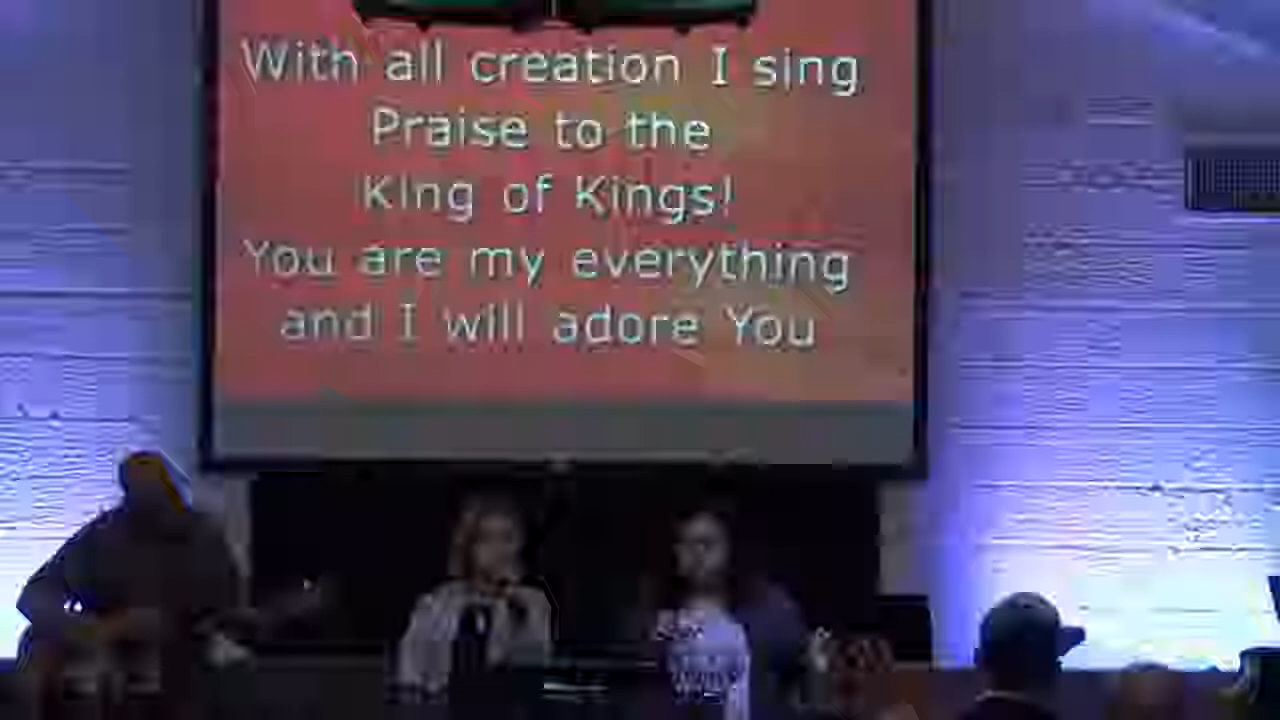 With all creation I sing
Praise to the
King of Kings!
You are my everything
and I will adore You